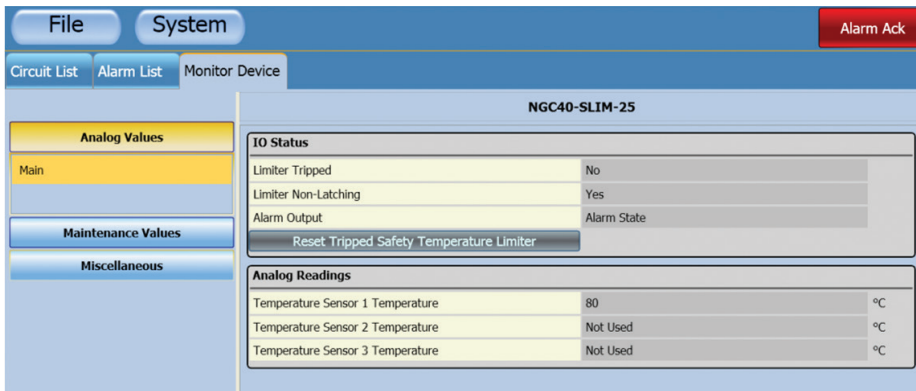 File System Alarm Ack
Circuit List Alarm List Monitor Device
NGC40-SLIM-25
Analog Values
Main
Maintenance Values
Miscellaneous
IO Status
Limiter Tripped No
Limiter Non-Latching Yes
Alarm Output Alarm State
Reset Tripped Safety Temperature Limiter
Analog Readings
Temperature Sensor 1 Temperature 80 °C
Temperature Sensor 2 Temperature Not Used °C
Temperature Sensor 3 Temperature Not Used °C